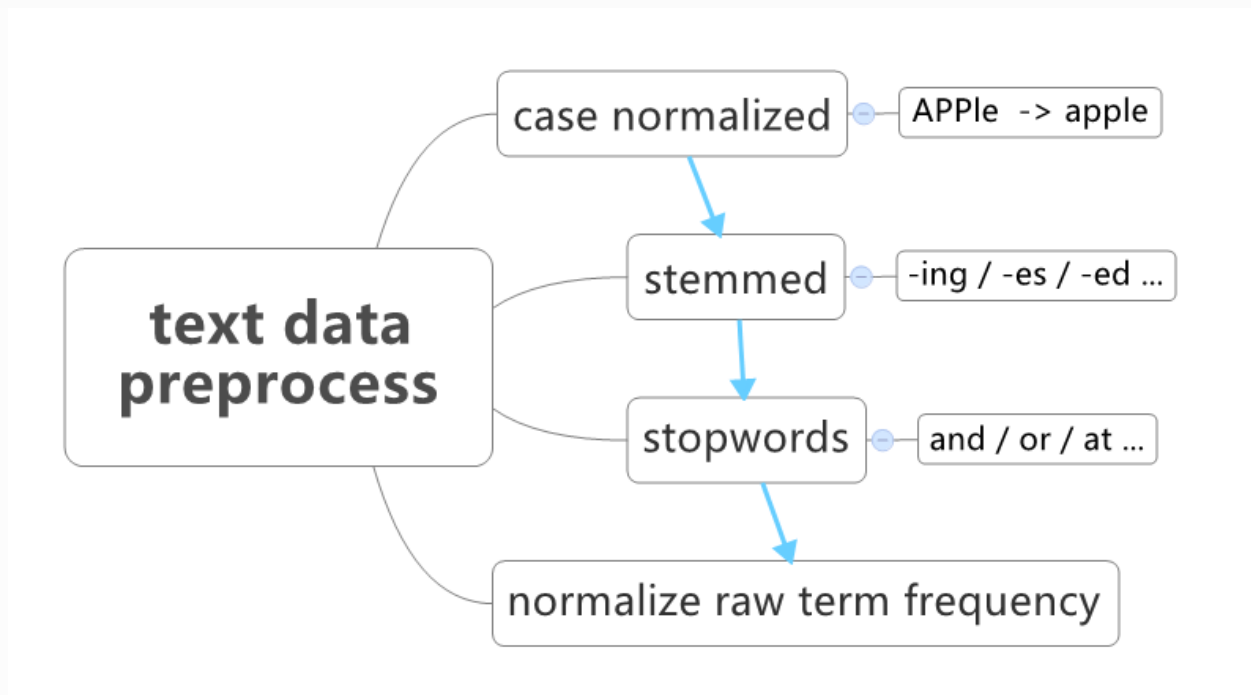 text data
preprocess
case normalized
APPle -> apple
stemmed
-ing / -es / -ed ...
stopwords
and / or / at ...
normalize raw term frequency